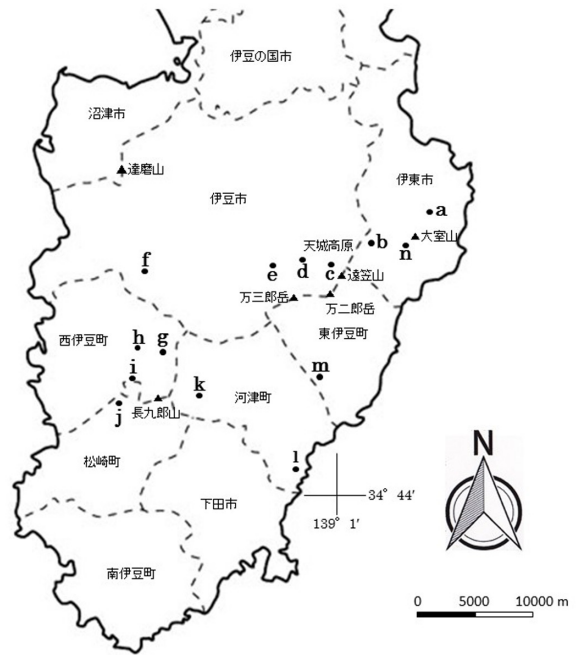 伊豆の国市
沼津市
達磨山
伊豆市
伊東市
a
大室山
b
n
天城高原
e
d
c
遠笠山
f
万三郎岳
万二郎岳
東伊豆町
西伊豆町
h
g
i
m
k
河津町
j
長九郎山
松崎町
l
34° 44′
139° 1′
下田市
南伊豆町
N
0 5000 10000 m